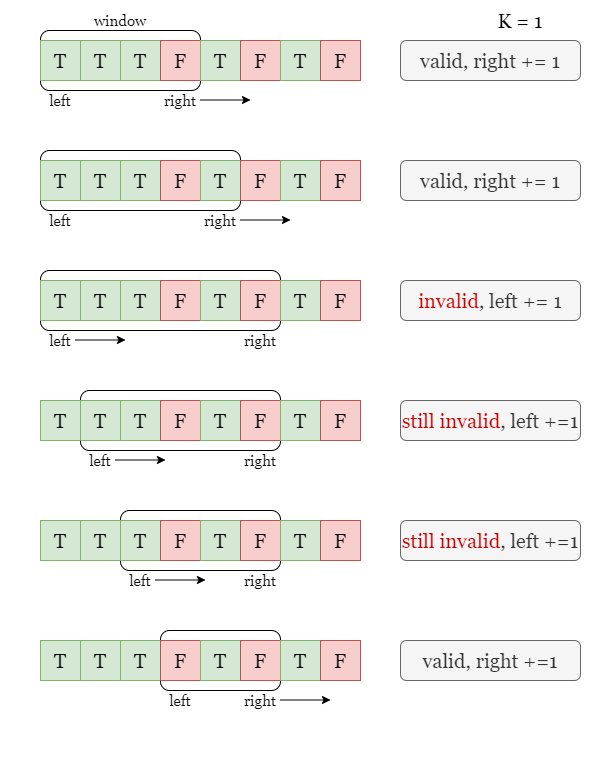 window
K = 1
T T T F T F T F
valid, right += 1
left right
T T T F T F T F
valid, right += 1
left right
T T T F T F T F
invalid, left += 1
left right
T T T F T F T F
still invalid, left +=1
left right
T T T F T F T F
still invalid, left +=1
left right
T T T F T F T F
valid, right +=1
left right